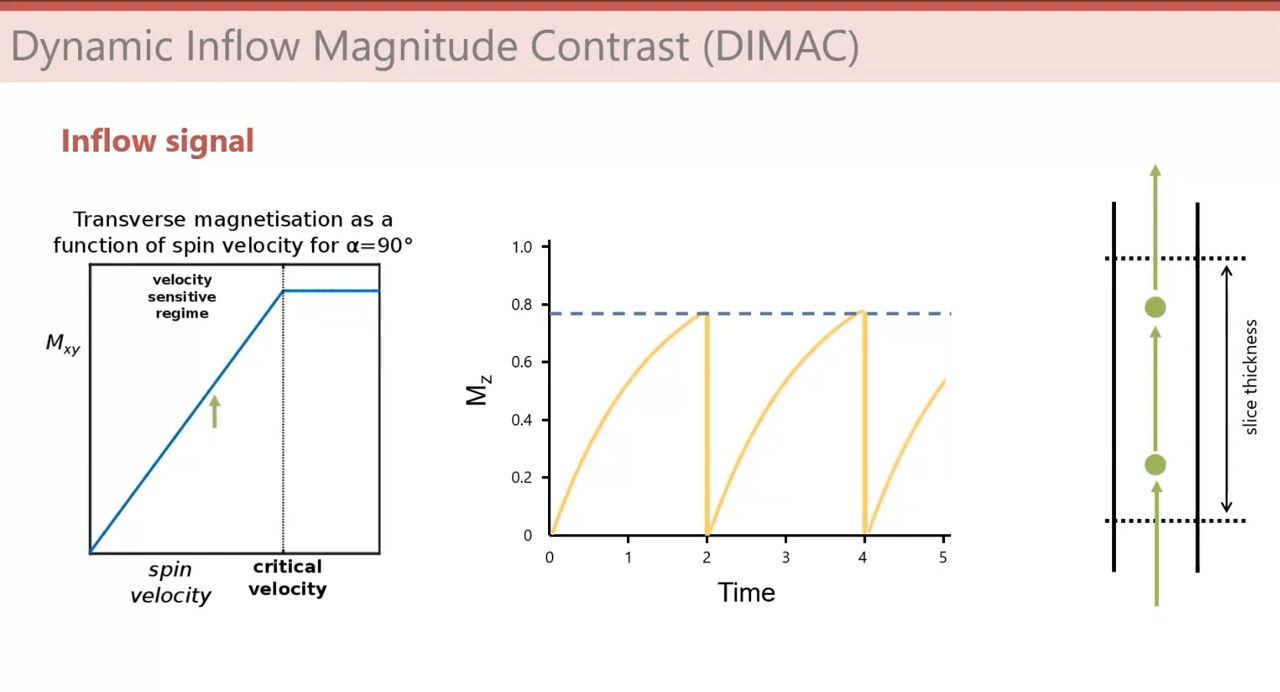 Dynamic Inflow Magnitude Contrast (DIMAC)
Inflow signal
Transverse magnetisation as a
function of spin velocity for α=90°
velocity
sensitive
regime
Mxy
spin
velocity
critical
velocity
1.0
0.8
0.6
0.4
0.2
0
Mz
0 1 2 3 4 5
Time
slice thickness